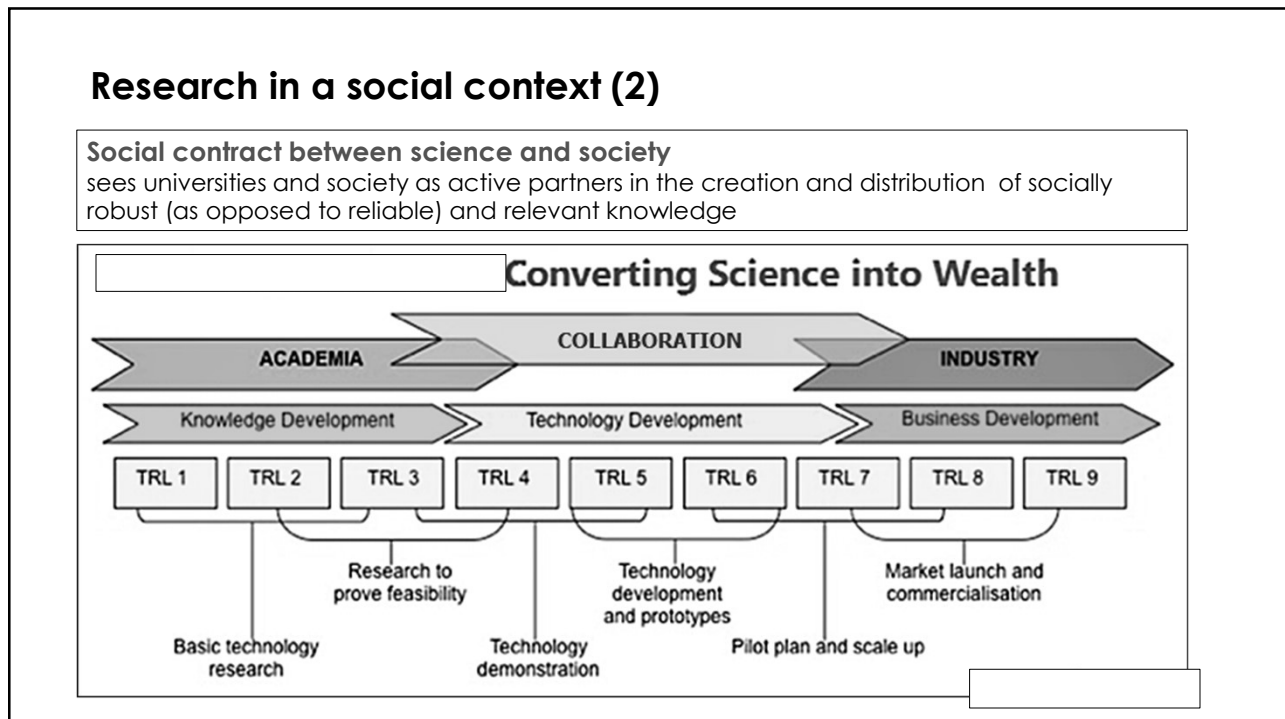 Research in a social context (2)
Social contract between science and society
sees universities and society as active partners in the creation and distribution of socially
robust (as opposed to reliable) and relevant knowledge
Converting Science into Wealth
COLLABORATION
ACADEMIA
INDUSTRY
Knowledge Development
Technology Development
Business Development
TRL 1
TRL 2
TRL 3
TRL 4
TRL 5
TRL 6
TRL 7
TRL 8
TRL 9
Research to
prove feasibility
Technology
development
and prototypes
Market launch and
commercialisation
Basic technology
research
Technology
demonstration
Pilot plan and scale up